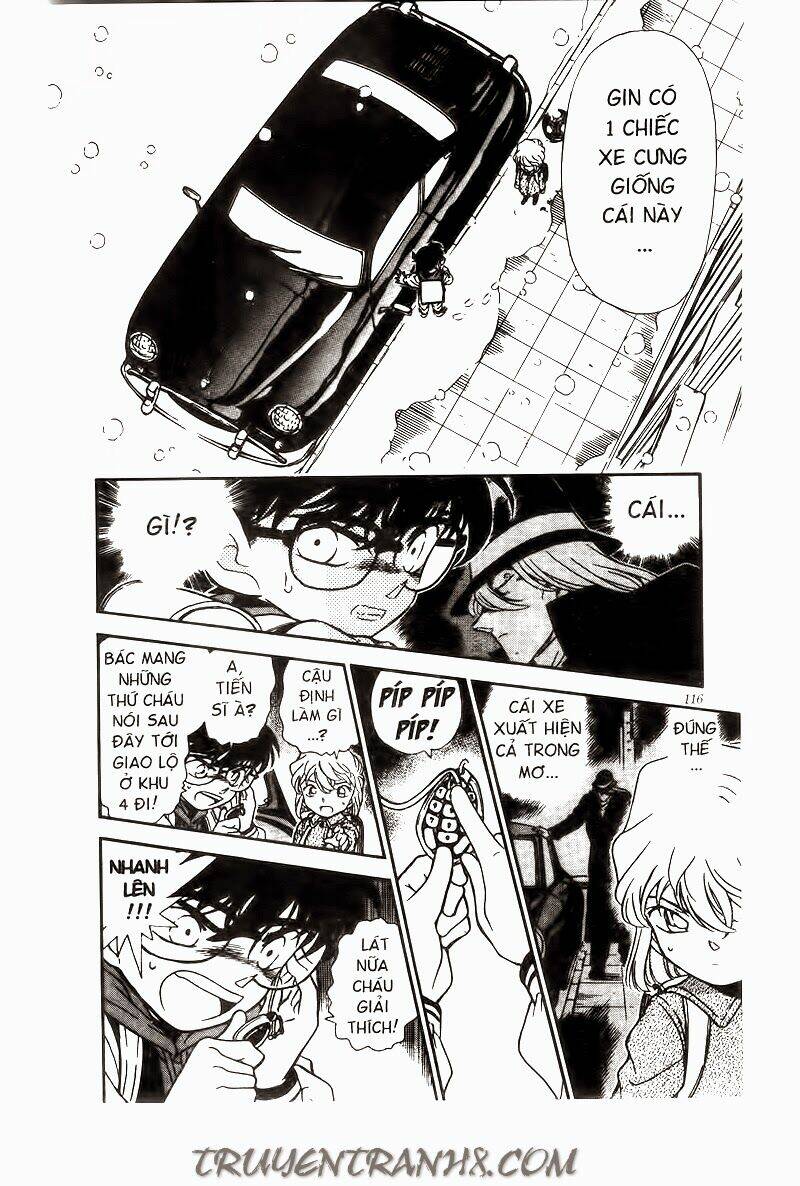 GIN CÓ
1 CHIẾC
XE CƯNG
GIỐNG
CÁI NÀY
...
CÁI...
GÌ!?
116
ĐÚNG
THẾ
...
CÁI XE
XUẤT HIỆN
CẢ TRONG
MƠ...
PÍP PÍP
PÍP!
CẬU
ĐỊNH
LÀM GÌ
...?
A,
TIẾN
SĨ À?
BÁC MANG
NHỮNG
THỨ CHÁU
NÓI SAU
ĐÂY TỚI
GIAO LỘ
Ở KHU
4 ĐI!
LÁT
NỮA
CHÁU
GIẢI
THÍCH!
NHANH
LÊN
!!!
TRUYENTRANH8.COM